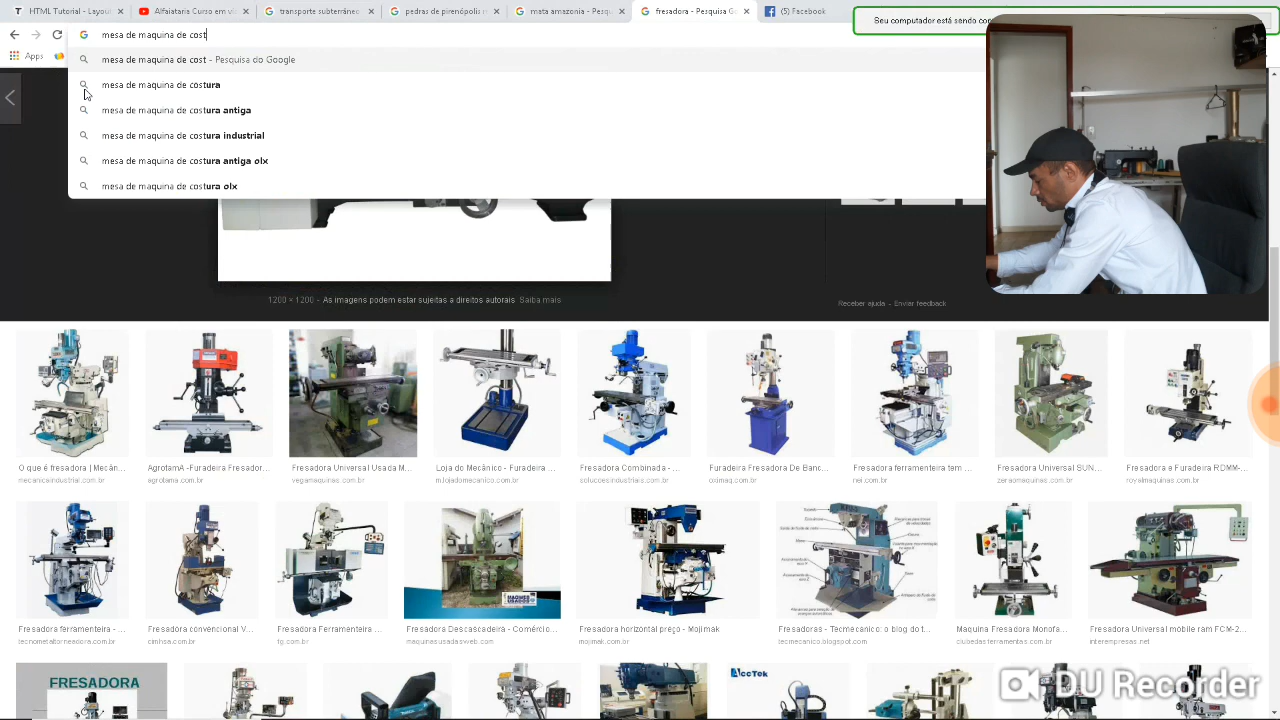 HTML Tutorial - Layout
Alfaiataria Curso em ví
transporte subterrâneo
pedras de pirenópolis
mata amazonia - Pesqu
fresadora - Pesquisa G
(5) Facebook
Seu computador está sendo
mesa de maquina de cost
Apps
mesa de maquina de cost - Pesquisa do Google
mesa de maquina de costura
mesa de maquina de costura antiga
mesa de maquina de costura industrial
mesa de maquina de costura antiga olx
mesa de maquina de costura olx
1200 × 1200 - As imagens podem estar sujeitas a direitos autorais Saiba mais
Receber ajuda - Enviar feedback
O que é fresadora | Mecân...
AgrotamA -Furadeira Fresador...
Fresadora Universal Usada M...
Loja do Mecânico - Furadeira ...
Fresadora Combinada - ...
Furadeira Fresadora De Banc...
Fresadora ferramenteira tem ...
Fresadora Universal SUN...
Fresadora e Furadeira RDMM-...
mecanicaindustrial.com.br
agrotama.com.br
vegamaquinas.com.br
m.lojadomecanico.com.br
solucoesindustriais.com.br
oximaq.com.br
nei.com.br
zeraomaquinas.com.br
royalmaquinas.com.br
MAQUINAS USADAS
Fresadora ferramenteira - ...
Fresadora convencional V...
Fresadora Ferramenteira ...
Fresadora Descascadeira - Comércio...
Fresadora horizontal preço - Mojimak
Fresadoras - Tecmecanico: o blog do t...
Maquina Fresadora Monofa...
Fresadora Universal mobile ram FCM-2...
tecnometaltorneadora.com.br
cimhsa.com.br
fg.com.br
maquinasusadasweb.com
mojimak.com.br
tecmecanico.blogspot.com
clubedasferramentas.com.br
interempresas.net
FRESADORA
AccTek
DU Recorder